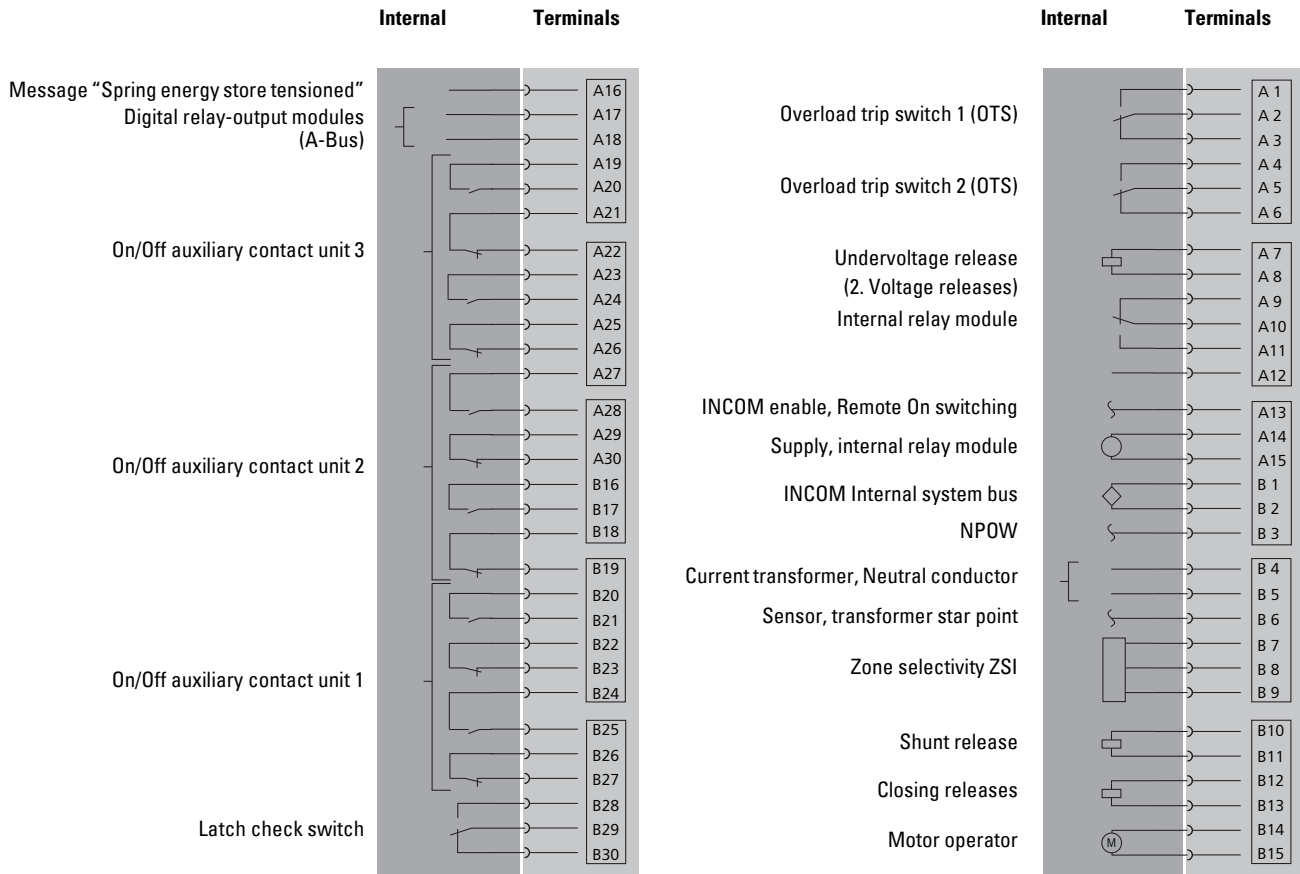 Internal Terminals
Message “Spring energy store tensioned”
Digital relay-output modules
(A-Bus)
On/Off auxiliary contact unit 3
On/Off auxiliary contact unit 2
On/Off auxiliary contact unit 1
Latch check switch
A16
A17
A18
A19
A20
A21
A22
A23
A24
A25
A26
A27
A28
A29
A30
B16
B17
B18
B19
B20
B21
B22
B23
B24
B25
B26
B27
B28
B29
B30
Internal Terminals
Overload trip switch 1 (OTS)
Overload trip switch 2 (OTS)
Undervoltage release
(2. Voltage releases)
Internal relay module
INCOM enable, Remote On switching
Supply, internal relay module
INCOM Internal system bus
NPOW
Current transformer, Neutral conductor
Sensor, transformer star point
Zone selectivity ZSI
Shunt release
Closing releases
Motor operator
M
A 1
A 2
A 3
A 4
A 5
A 6
A 7
A 8
A 9
A10
A11
A12
A13
A14
A15
B 1
B 2
B 3
B 4
B 5
B 6
B 7
B 8
B 9
B10
B11
B12
B13
B14
B15